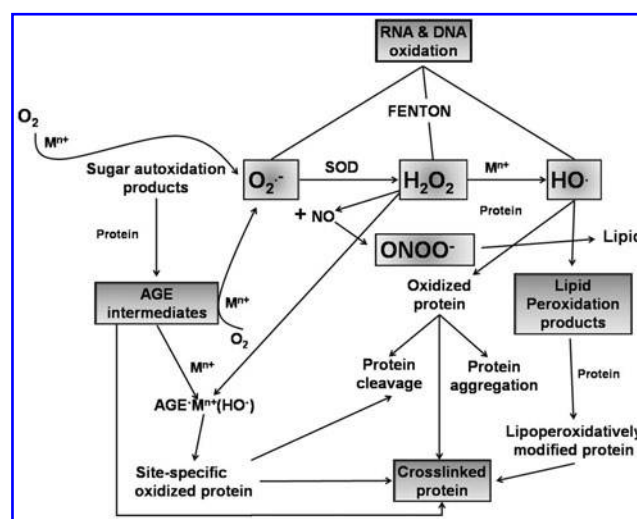 RNA & DNA
oxidation
FENTON
O₂
Mⁿ⁺
Sugar autoxidation
products
O₂·⁻
SOD
H₂O₂
Mⁿ⁺
HO·
Protein
+ NO
Protein
ONOO⁻
Lipid
AGE
intermediates
Mⁿ⁺
O₂
Oxidized
protein
Lipid
Peroxidation
products
Mⁿ⁺
Protein
cleavage
Protein
aggregation
Protein
AGE·Mⁿ⁺(HO·)
Site-specific
oxidized protein
Crosslinked
protein
Lipoperoxidatively
modified protein